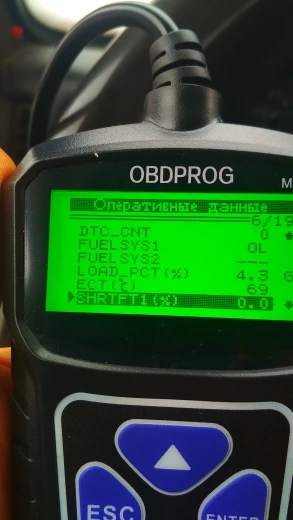 OBDPROG
M
Оперативные данные
6/19
DTC_CNT 0
FUELSYS1 OL
FUELSYS2 ---
LOAD_PCT(%) 4.3
ECT(℃) 69
SHRTFT1(%) 0.0
ESC
ENTER